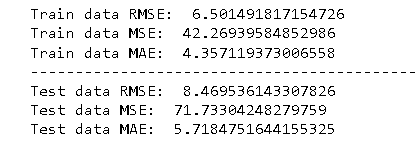 Train data RMSE:  6.501491817154726
Train data MSE:  42.26939584852986
Train data MAE:  4.357119373006558
-------------------------------------------
Test data RMSE:  8.469536143307826
Test data MSE:  71.73304248279759
Test data MAE:  5.7184751644155325